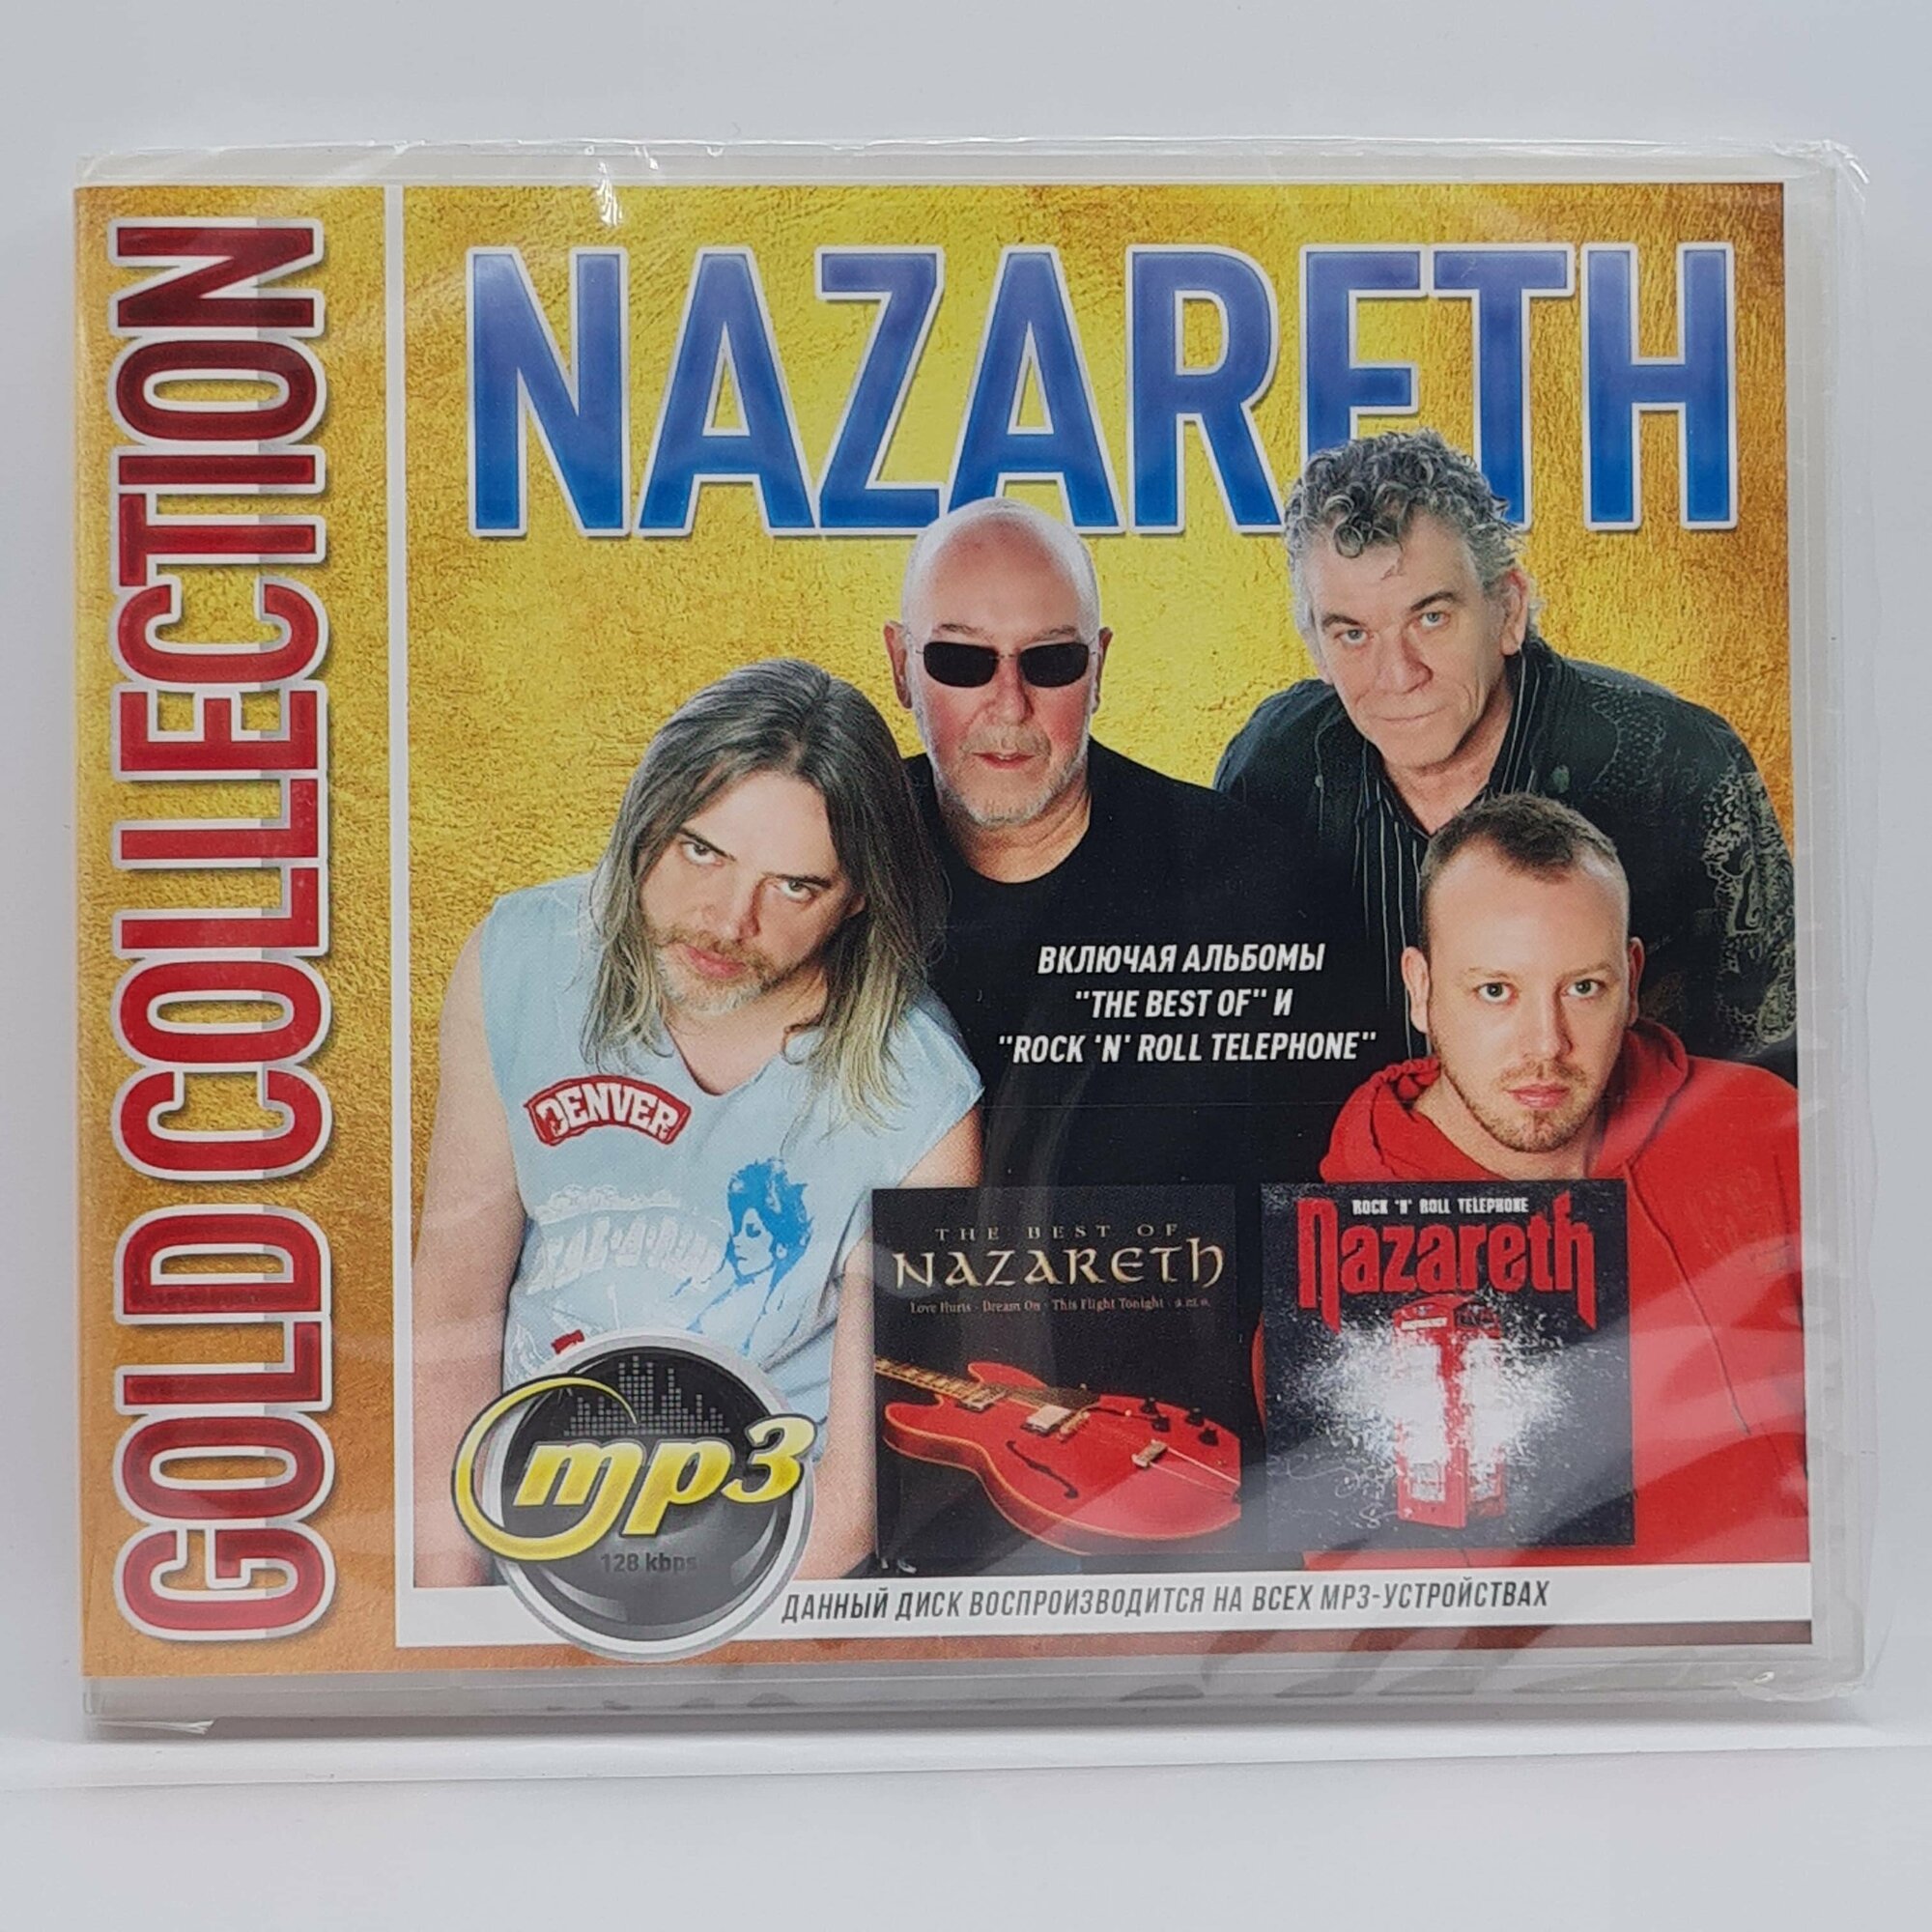 GOLD COLLECTION
NAZARETH
ВКЛЮЧАЯ АЛЬБОМЫ
"THE BEST OF" И
"ROCK 'N' ROLL TELEPHONE"
DENVER
THE BEST OF
NAZARETH
Love Hurts · Dream On · This Flight Tonight · a.m.o.
ROCK 'N' ROLL TELEPHONE
Nazareth
mp3
128 kbps
ДАННЫЙ ДИСК ВОСПРОИЗВОДИТСЯ НА ВСЕХ MP3-УСТРОЙСТВАХ